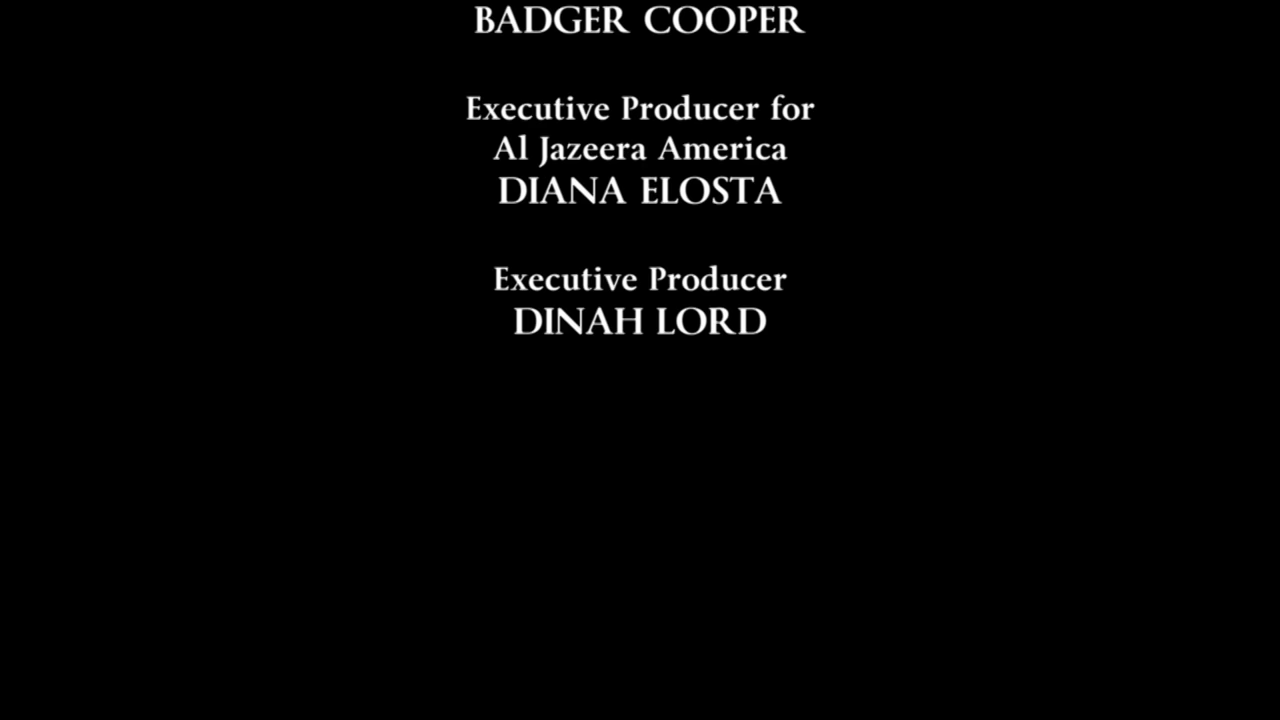 BADGER COOPER
Executive Producer for
Al Jazeera America
DIANA ELOSTA
Executive Producer
DINAH LORD